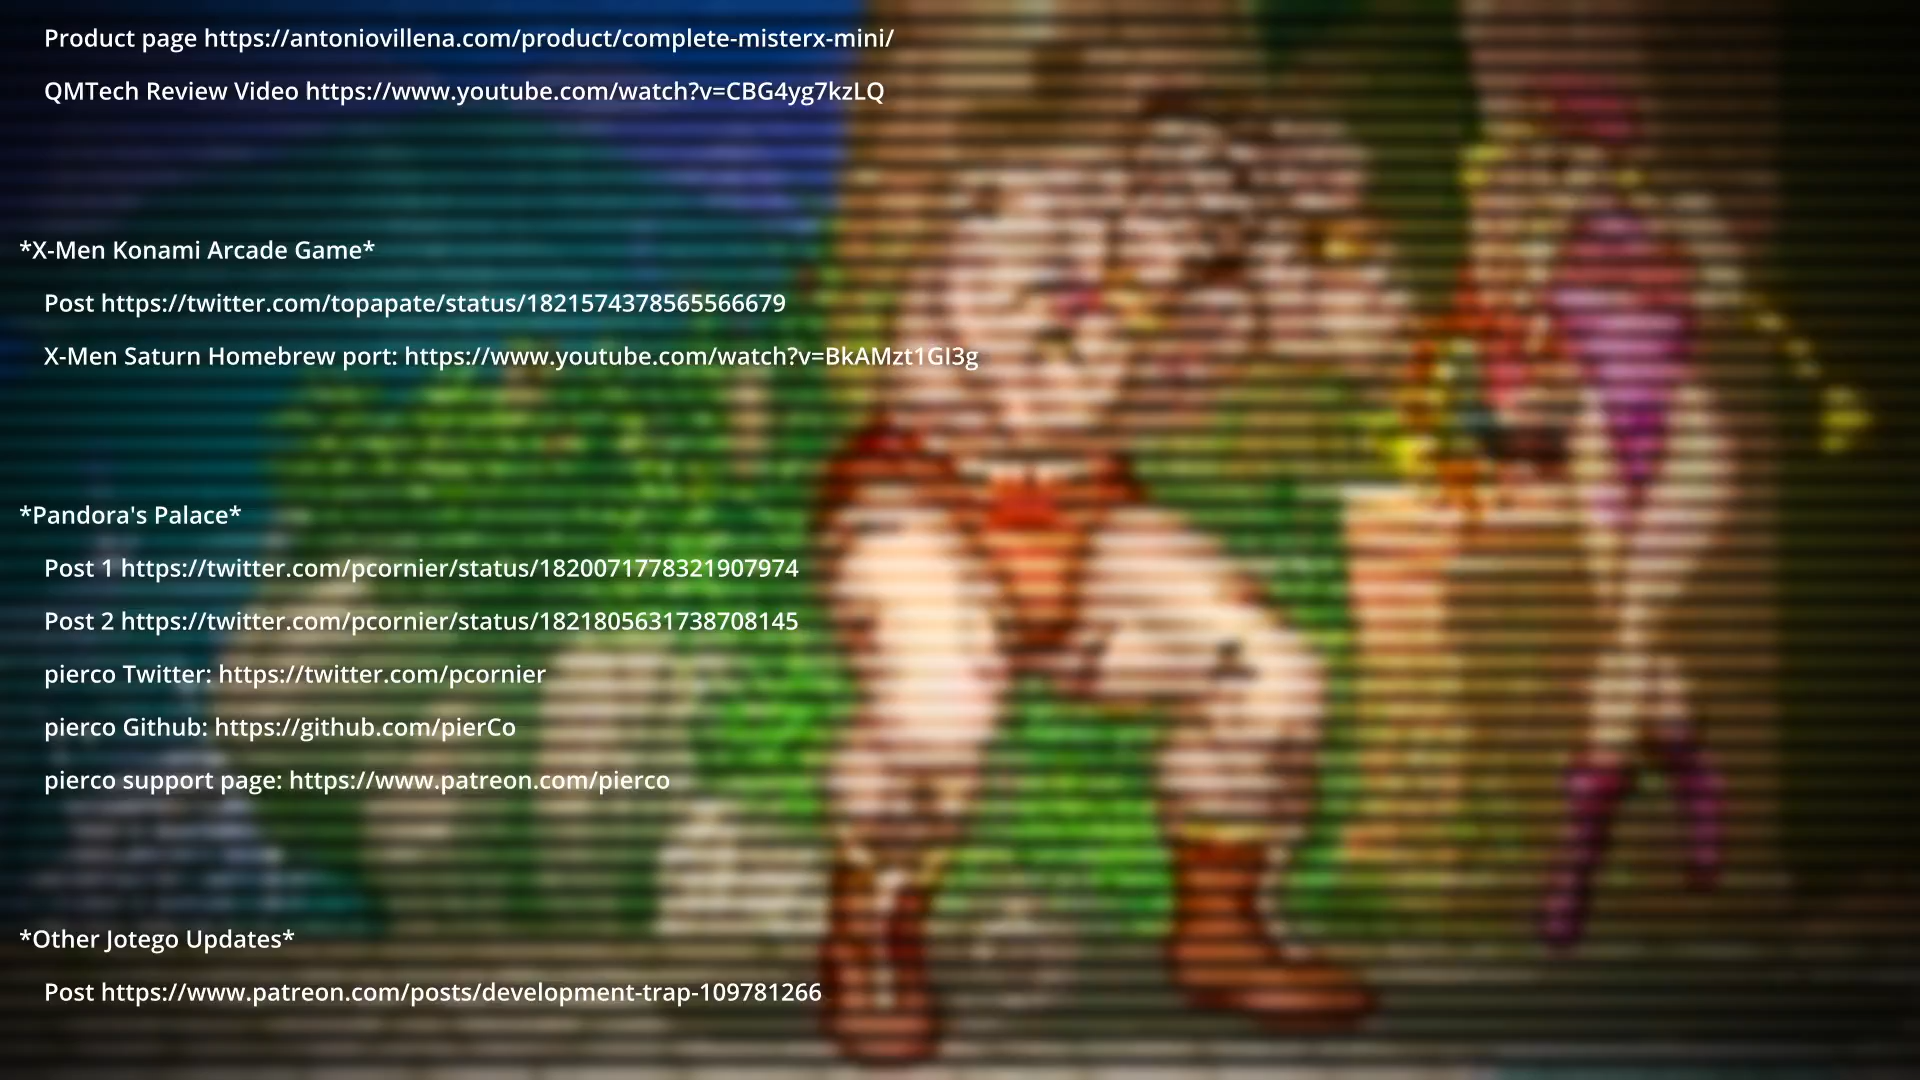 Product page https://antoniovillena.com/product/complete-misterx-mini/
QMTech Review Video https://www.youtube.com/watch?v=CBG4yg7kzLQ
*X-Men Konami Arcade Game*
Post https://twitter.com/topapate/status/1821574378565566679
X-Men Saturn Homebrew port: https://www.youtube.com/watch?v=BkAMzt1GI3g
*Pandora's Palace*
Post 1 https://twitter.com/pcornier/status/1820071778321907974
Post 2 https://twitter.com/pcornier/status/1821805631738708145
pierco Twitter: https://twitter.com/pcornier
pierco Github: https://github.com/pierCo
pierco support page: https://www.patreon.com/pierco
*Other Jotego Updates*
Post https://www.patreon.com/posts/development-trap-109781266